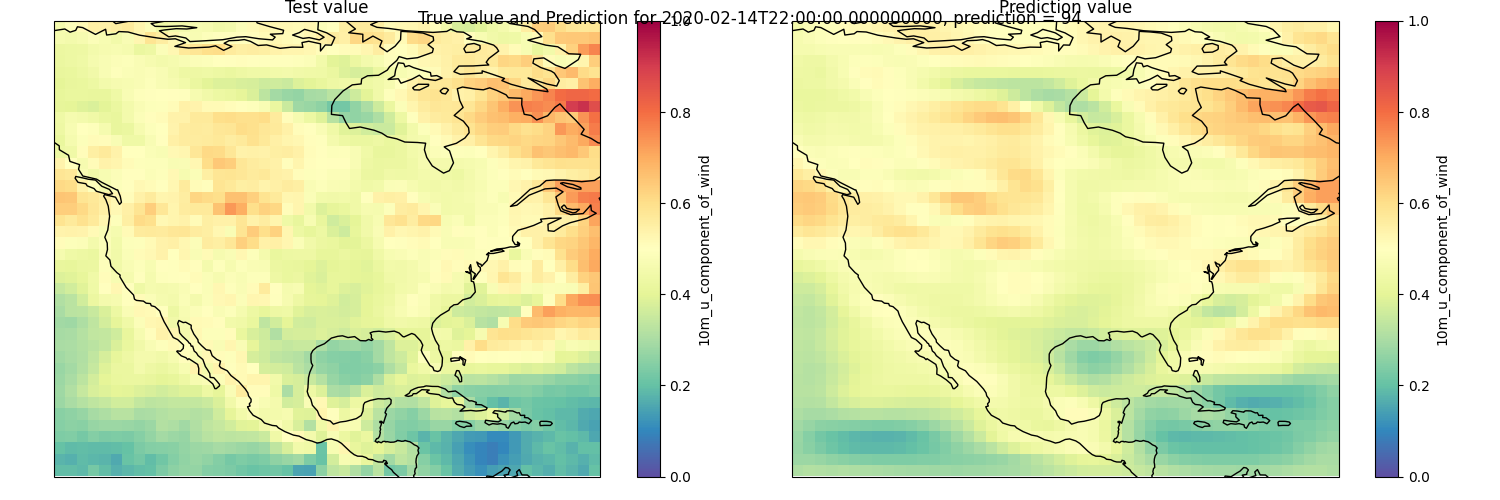 Test value
Prediction value
True value and Prediction for 2020-02-14T22:00:00.000000000, prediction = 94
1.0
0.8
0.6
0.4
0.2
0.0
10m_u_component_of_wind
1.0
0.8
0.6
0.4
0.2
0.0
10m_u_component_of_wind